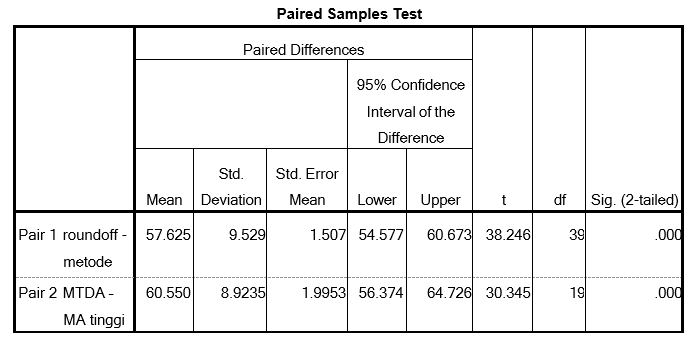 Paired Samples Test
Paired Differences
95% Confidence
Interval of the
Difference
Std.
Std. Error
Mean Deviation Mean Lower Upper t df Sig. (2-tailed)
Pair 1 roundoff - 57.625 9.529 1.507 54.577 60.673 38.246 39 .000
metode
Pair 2 MTDA - 60.550 8.9235 1.9953 56.374 64.726 30.345 19 .000
MA tinggi